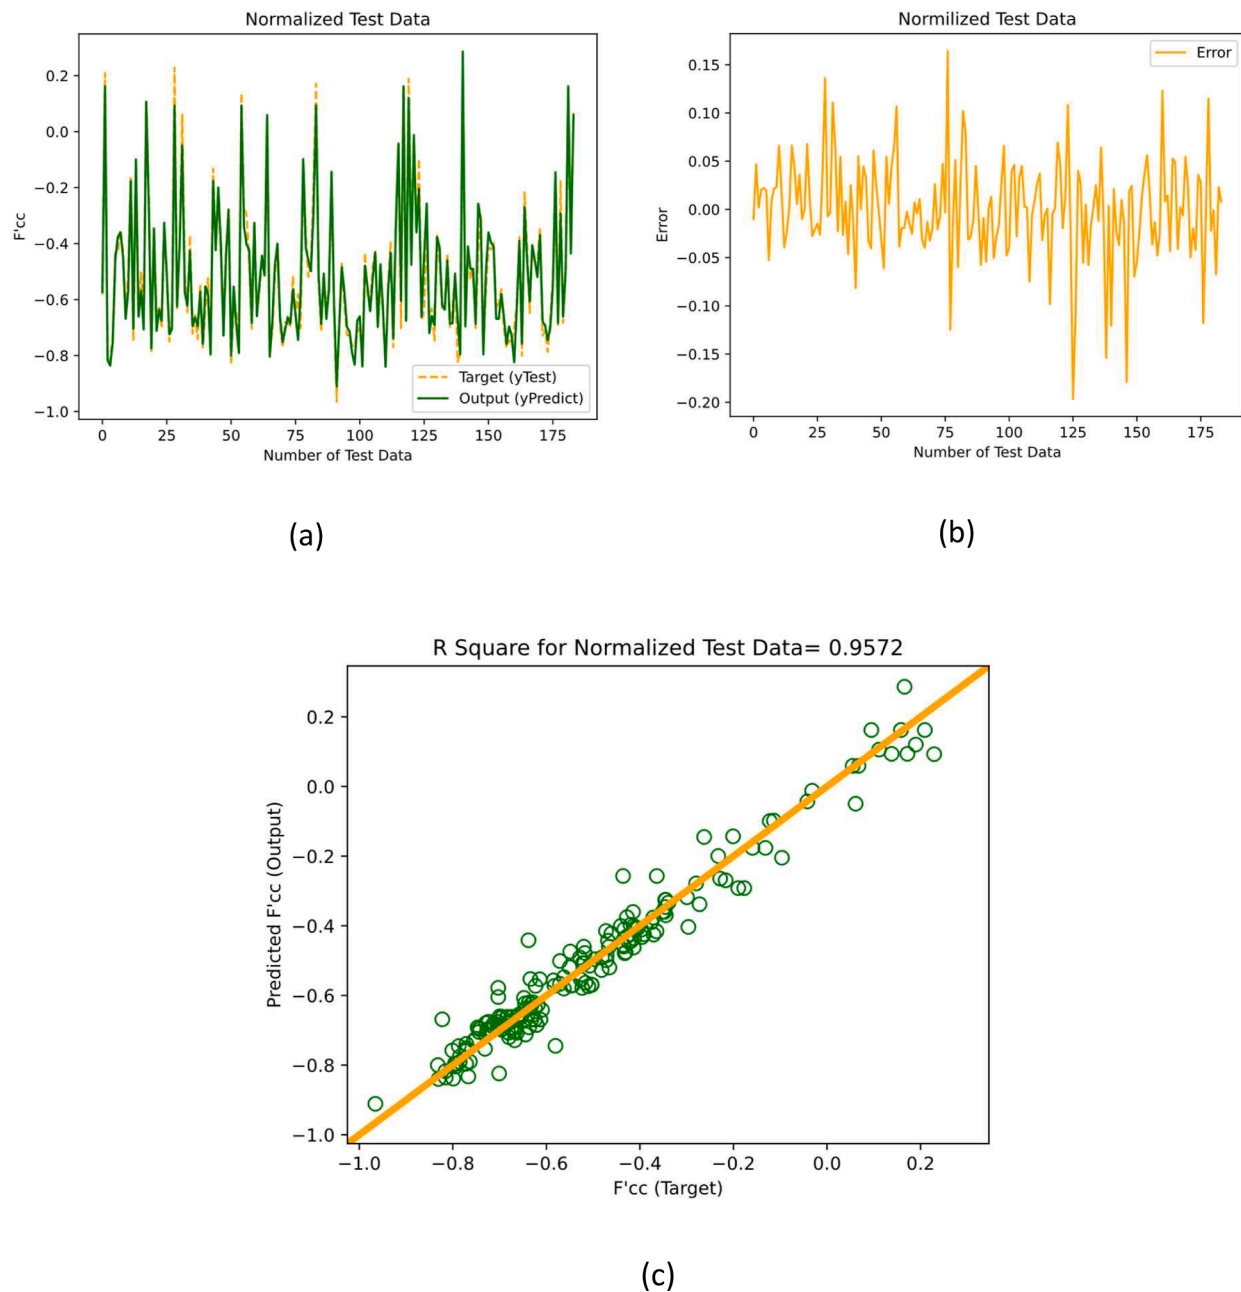 Normalized Test Data
F'cc
0.2
0.0
−0.2
−0.4
−0.6
−0.8
−1.0
Target (yTest)
Output (yPredict)
0 25 50 75 100 125 150 175
Number of Test Data
(a)
Normilized Test Data
Error
0.15
0.10
0.05
0.00
−0.05
−0.10
−0.15
−0.20
Error
0 25 50 75 100 125 150 175
Number of Test Data
(b)
R Square for Normalized Test Data= 0.9572
Predicted F'cc (Output)
0.2
0.0
−0.2
−0.4
−0.6
−0.8
−1.0
−1.0 −0.8 −0.6 −0.4 −0.2 0.0 0.2
F'cc (Target)
(c)